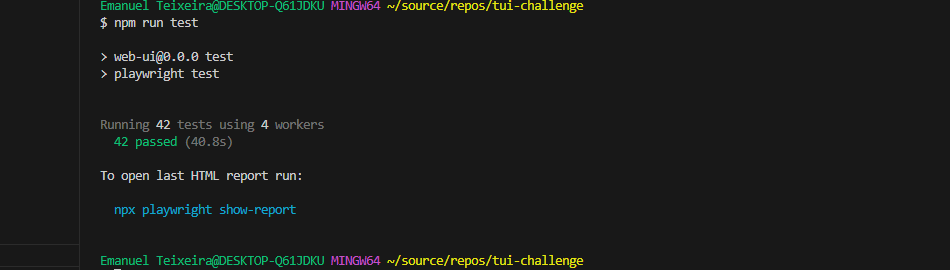 Emanuel Teixeira@DESKTOP-Q61JDKU MINGW64 ~/source/repos/tui-challenge
$ npm run test
> web-ui@0.0.0 test
> playwright test
Running 42 tests using 4 workers
42 passed (40.8s)
To open last HTML report run:
npx playwright show-report
Emanuel Teixeira@DESKTOP-Q61JDKU MINGW64 ~/source/repos/tui-challenge